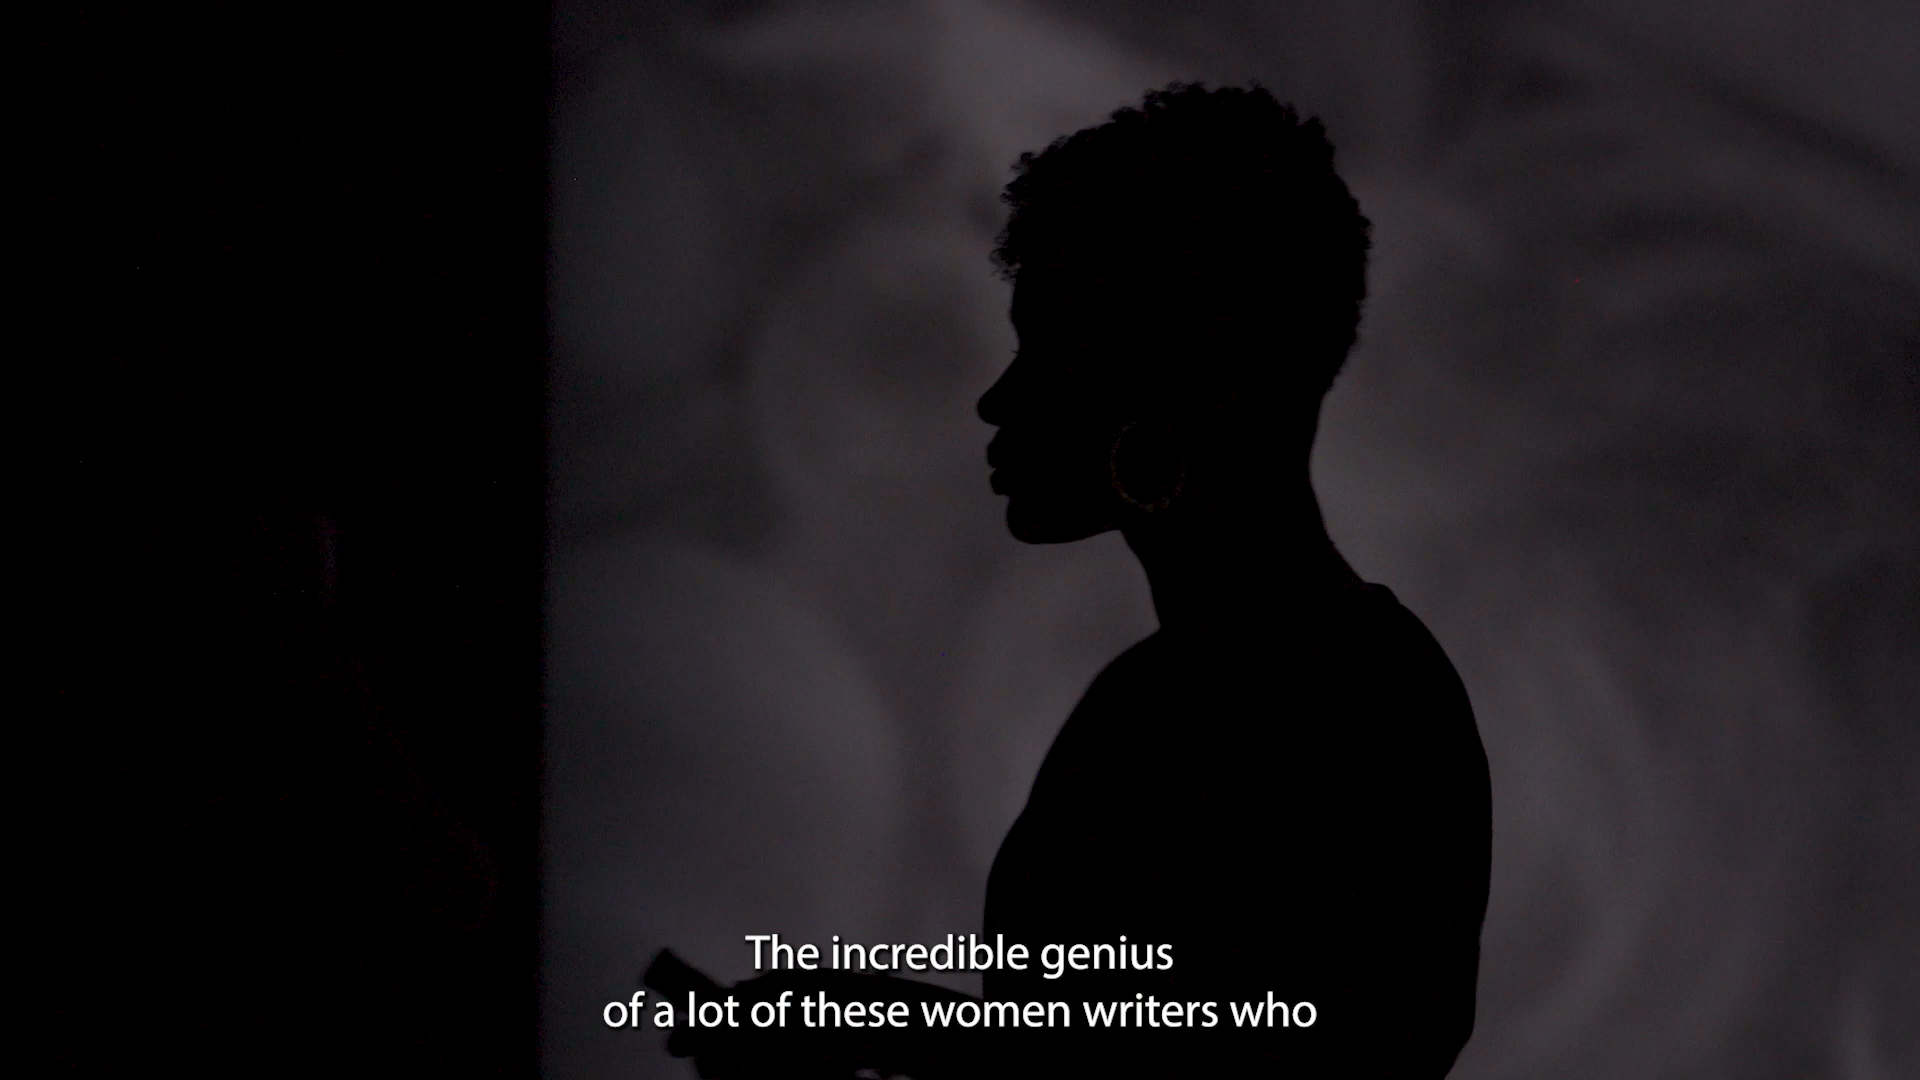 The incredible genius
of a lot of these women writers who